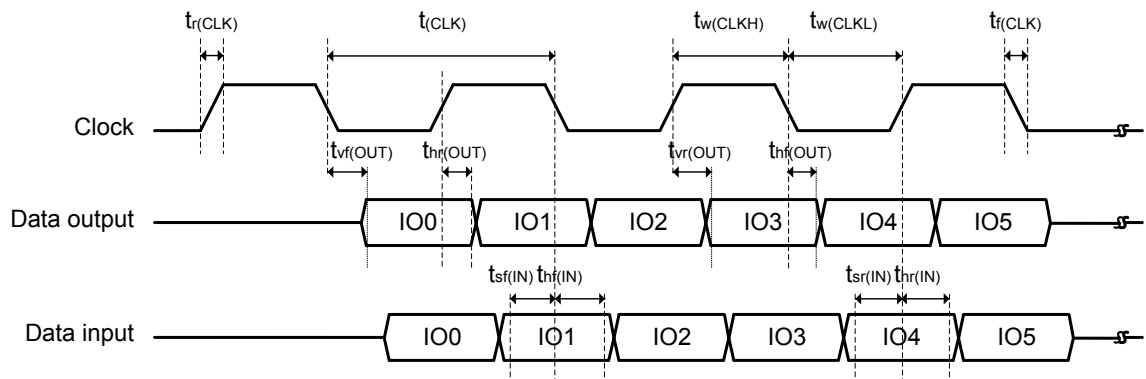 tr(CLK) t(CLK) tw(CLKH) tw(CLKL) tf(CLK)
Clock
tvf(OUT) thr(OUT) tvr(OUT) thf(OUT)
Data output IO0 IO1 IO2 IO3 IO4 IO5
tsf(IN) thf(IN) tsr(IN) thr(IN)
Data input IO0 IO1 IO2 IO3 IO4 IO5